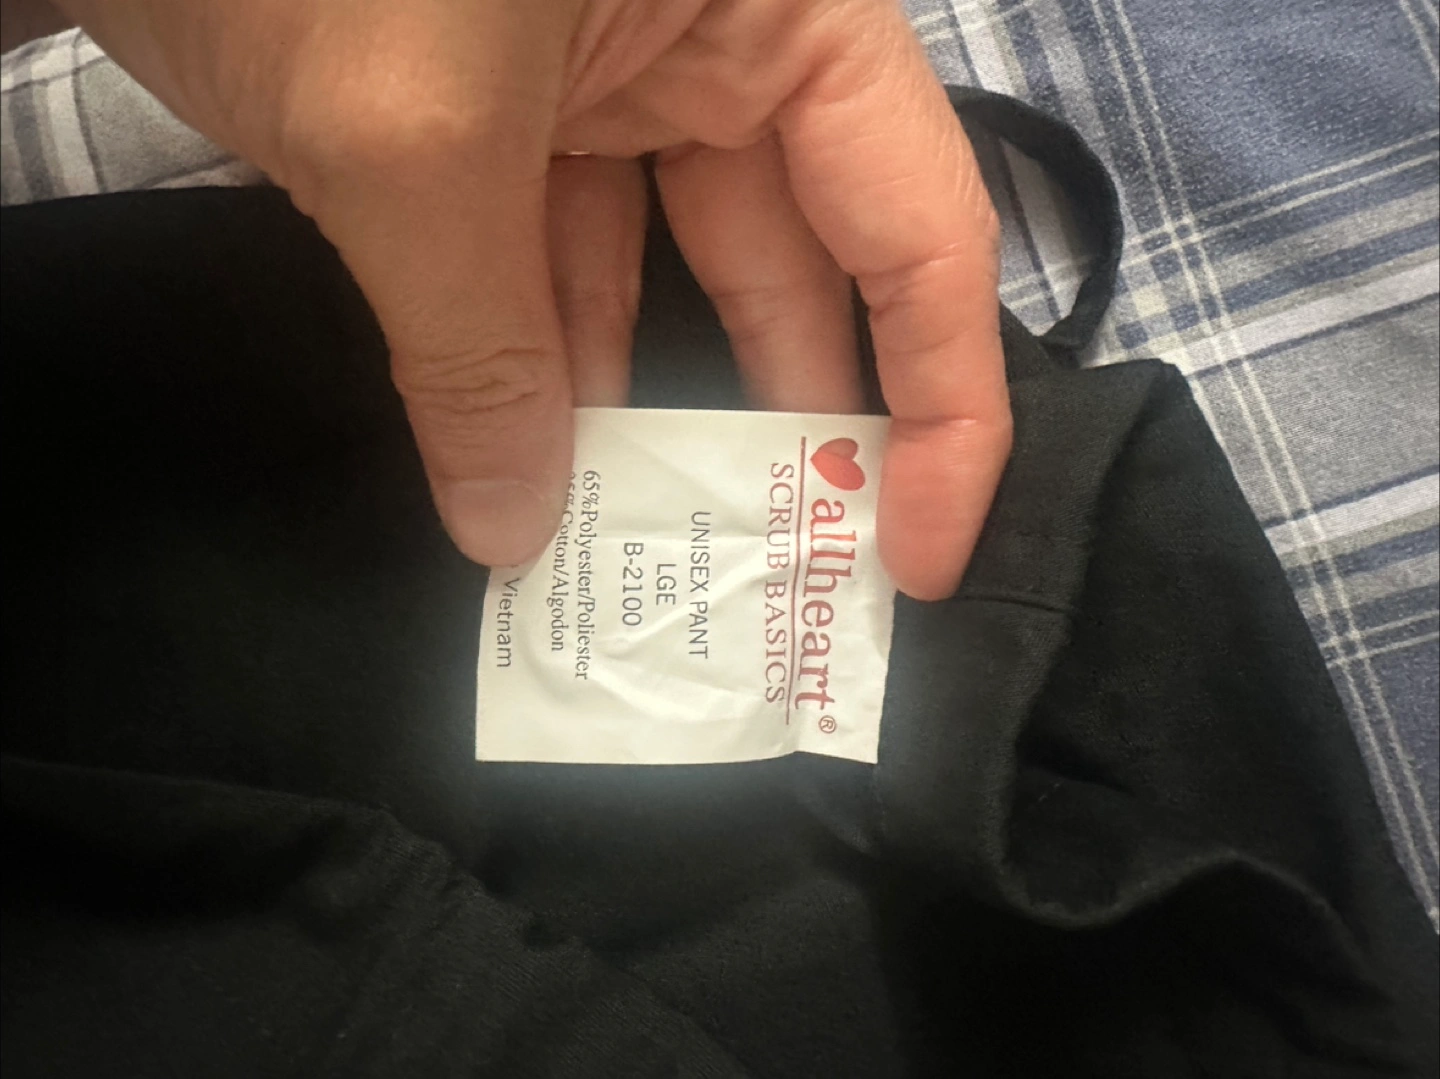 allheart®
SCRUB BASICS
UNISEX PANT
LGE
B-2100
65%Polyester/Poliester
Cotton/Algodon
Vietnam